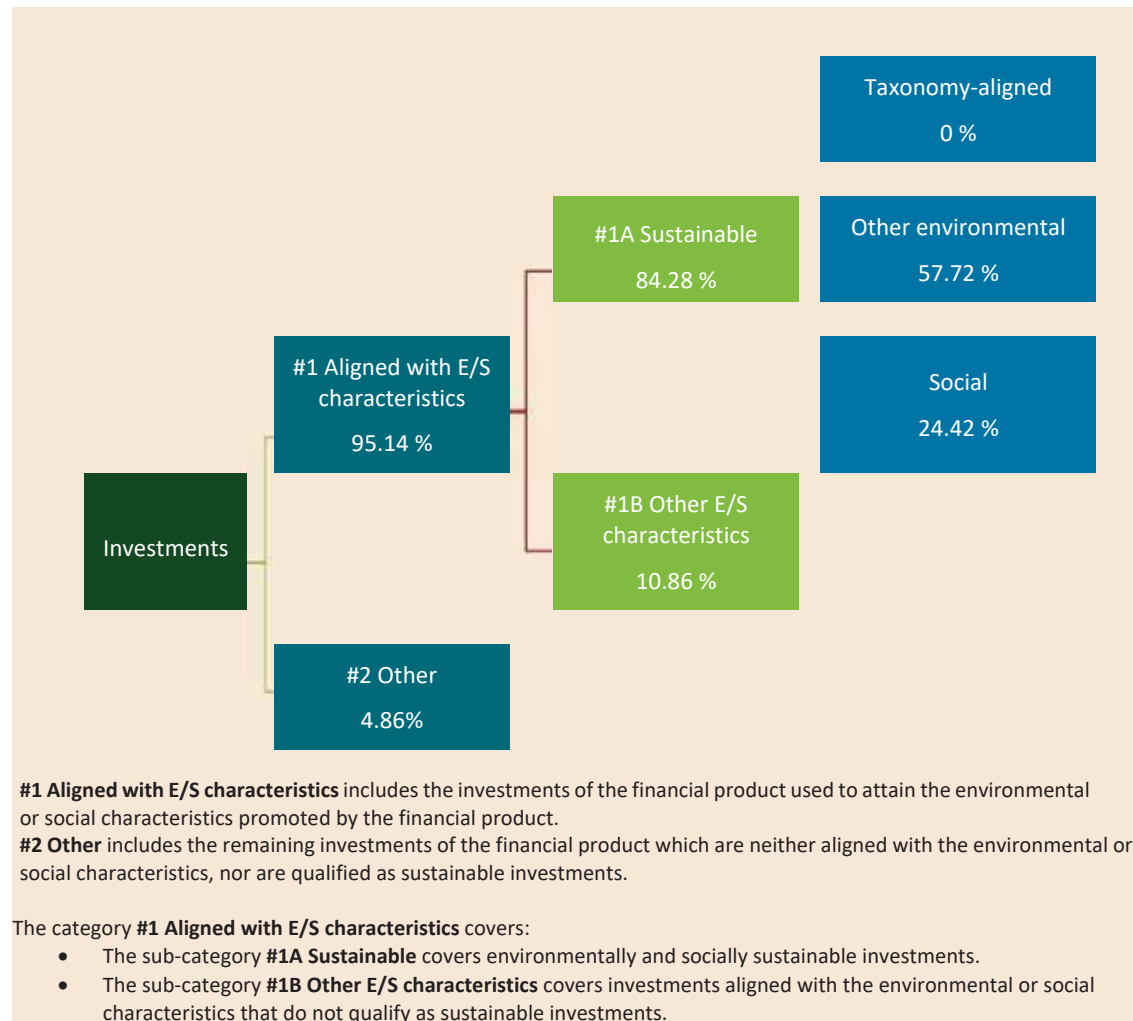 Taxonomy-aligned
0 %
#1A Sustainable
84.28 %
Other environmental
57.72 %
#1 Aligned with E/S
characteristics
95.14 %
Social
24.42 %
Investments
#1B Other E/S
characteristics
10.86 %
#2 Other
4.86%
#1 Aligned with E/S characteristics includes the investments of the financial product used to attain the environmental
or social characteristics promoted by the financial product.
#2 Other includes the remaining investments of the financial product which are neither aligned with the environmental or
social characteristics, nor are qualified as sustainable investments.
The category #1 Aligned with E/S characteristics covers:
• The sub-category #1A Sustainable covers environmentally and socially sustainable investments.
• The sub-category #1B Other E/S characteristics covers investments aligned with the environmental or social
characteristics that do not qualify as sustainable investments.